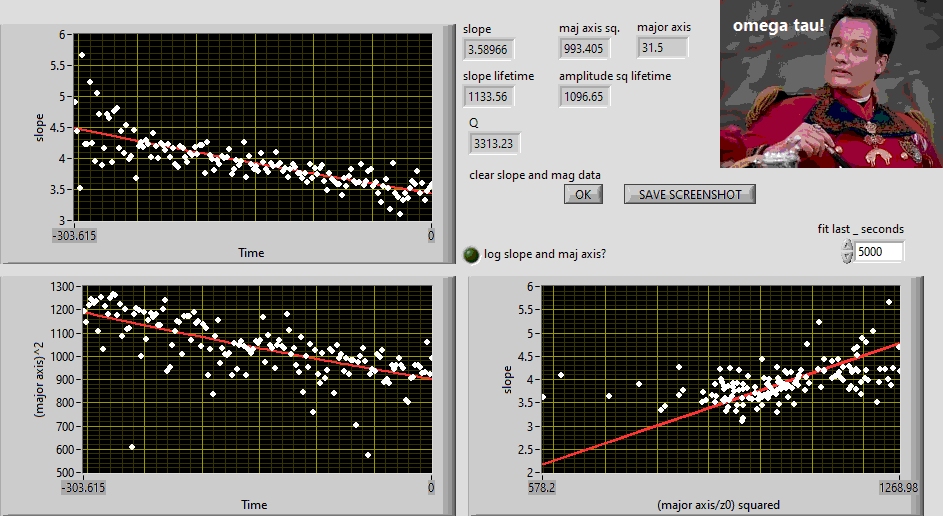 6
5.5
5
4.5
4
3.5
3
slope
-303.615
0
Time
slope
3.58966
maj axis sq.
993.405
major axis
31.5
slope lifetime
1133.56
amplitude sq lifetime
1096.65
Q
3313.23
clear slope and mag data
OK
SAVE SCREENSHOT
omega tau!
fit last _ seconds
5000
log slope and maj axis?
1300
1200
1100
1000
900
800
700
600
500
(major axis)^2
-303.615
0
Time
6
5.5
5
4.5
4
3.5
3
2.5
2
slope
578.2
1268.98
(major axis/z0) squared